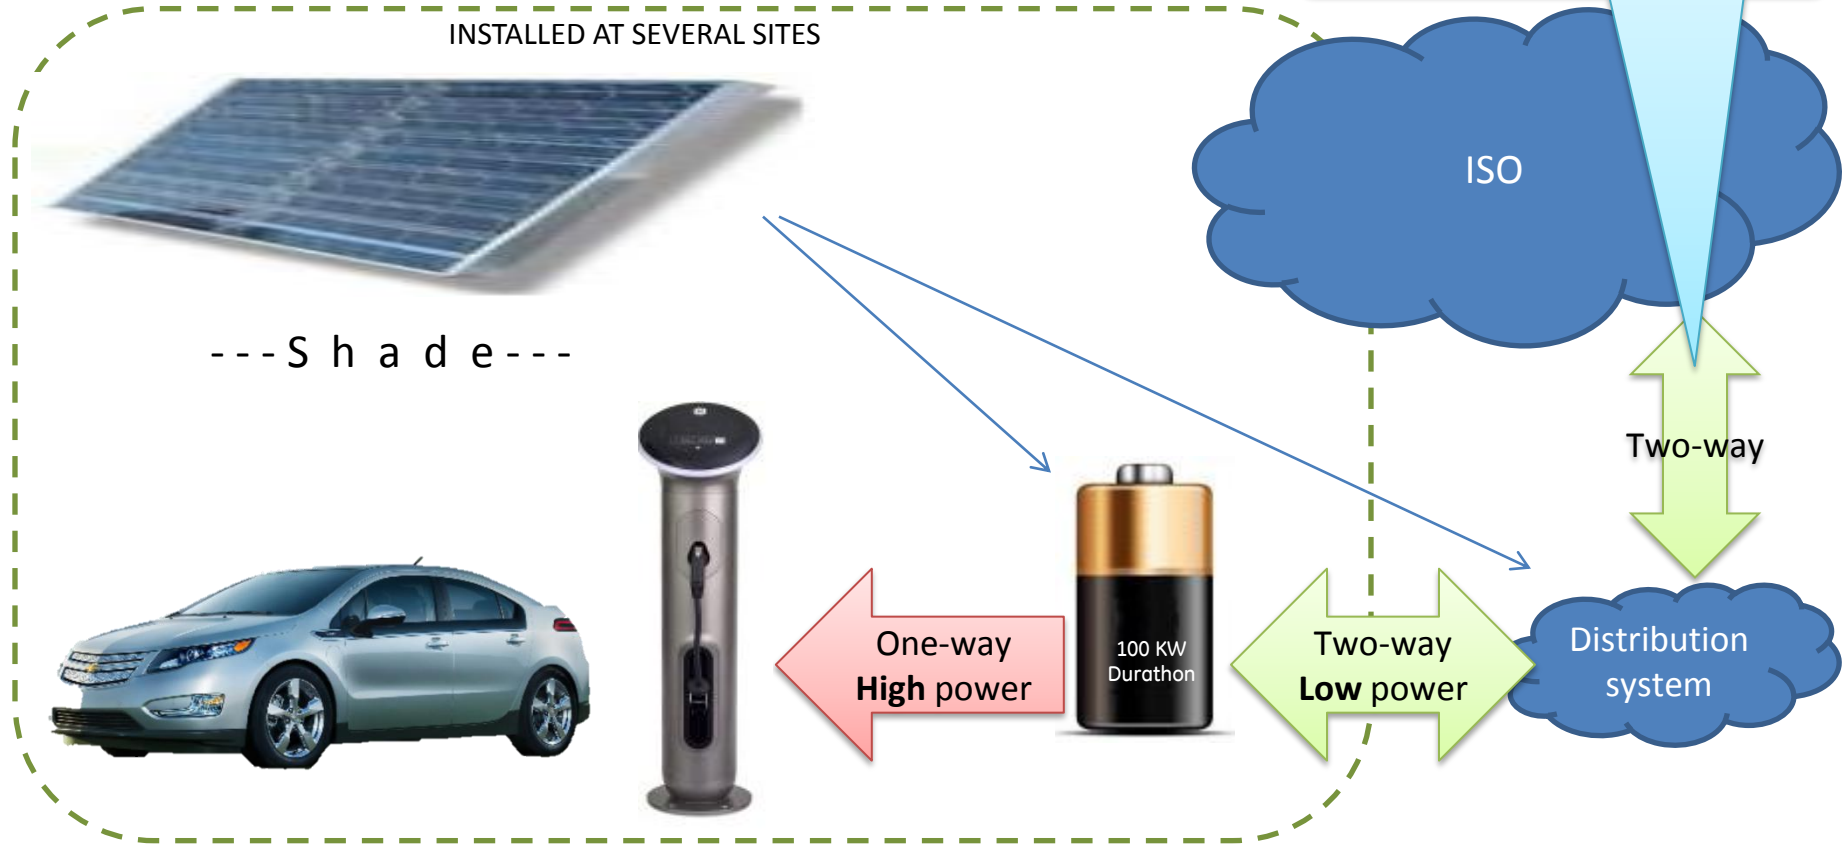 INSTALLED AT SEVERAL SITES
ISO
---S h a d e---
Two-way
One-way
High power
100 KW
Durathon
Two-way
Low power
Distribution
system